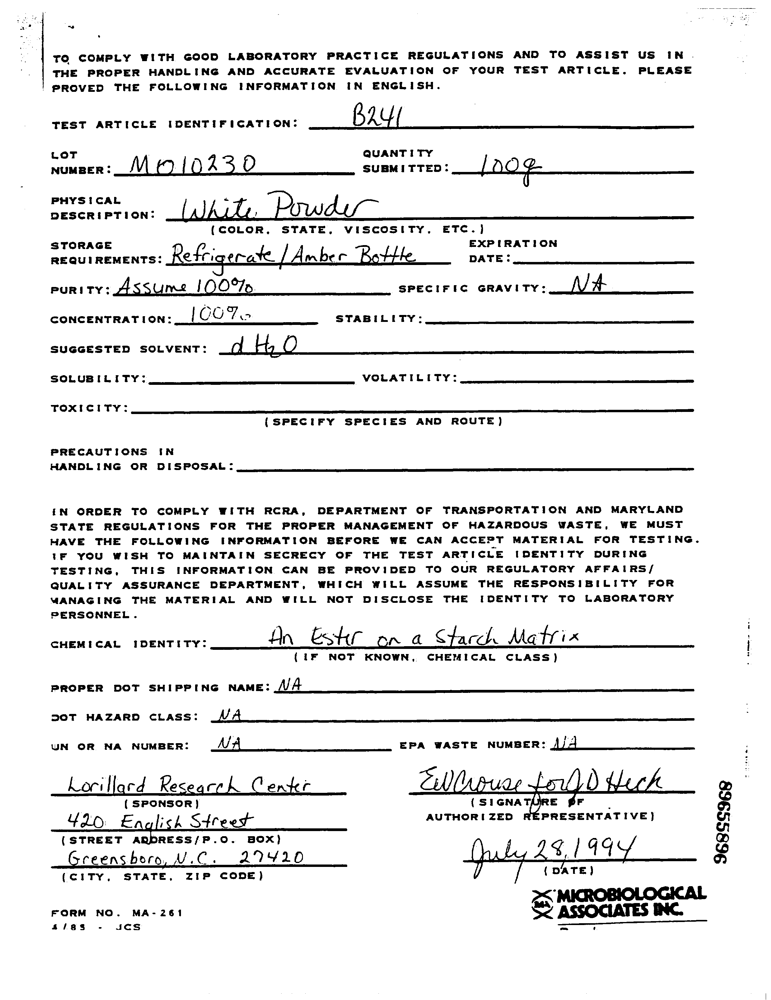 TO COMPLY WITH GOOD LABORATORY PRACTICE REGULATIONS AND TO ASSIST US IN
THE PROPER HANDLING AND ACCURATE EVALUATION OF YOUR TEST ARTICLE. PLEASE
PROVED THE FOLLOWING INFORMATION IN ENGLISH.
TEST ARTICLE IDENTIFICATION: B241
LOT
NUMBER: M010230
QUANTITY
SUBMITTED: 100g
PHYSICAL
DESCRIPTION: White Powder
(COLOR, STATE, VISCOSITY, ETC.)
STORAGE
REQUIREMENTS: Refrigerate/Amber Bottle
EXPIRATION
DATE:
PURITY: Assume 100% SPECIFIC GRAVITY: NA
CONCENTRATION: 100% STABILITY:
SUGGESTED SOLVENT: dH2O
SOLUBILITY: VOLATILITY:
TOXICITY:
(SPECIFY SPECIES AND ROUTE)
PRECAUTIONS IN
HANDLING OR DISPOSAL:
IN ORDER TO COMPLY WITH RCRA, DEPARTMENT OF TRANSPORTATION AND MARYLAND
STATE REGULATIONS FOR THE PROPER MANAGEMENT OF HAZARDOUS WASTE, WE MUST
HAVE THE FOLLOWING INFORMATION BEFORE WE CAN ACCEPT MATERIAL FOR TESTING.
IF YOU WISH TO MAINTAIN SECRECY OF THE TEST ARTICLE IDENTITY DURING
TESTING, THIS INFORMATION CAN BE PROVIDED TO OUR REGULATORY AFFAIRS/
QUALITY ASSURANCE DEPARTMENT, WHICH WILL ASSUME THE RESPONSIBILITY FOR
MANAGING THE MATERIAL AND WILL NOT DISCLOSE THE IDENTITY TO LABORATORY
PERSONNEL.
CHEMICAL IDENTITY: An Ester on a Starch Matrix
(IF NOT KNOWN, CHEMICAL CLASS)
PROPER DOT SHIPPING NAME: NA
DOT HAZARD CLASS: NA
UN OR NA NUMBER: NA EPA WASTE NUMBER: NA
Lorillard Research Center
(SPONSOR)
420 English Street
(STREET ADDRESS/P.O. BOX)
Greensboro, N.C. 27420
(CITY, STATE, ZIP CODE)
EWCrouse for JD Heck
(SIGNATURE OF
AUTHORIZED REPRESENTATIVE)
July 28, 1994
(DATE)
89655896
MA MICROBIOLOGICAL
ASSOCIATES INC.
FORM NO. MA-261
4/85 - JCS